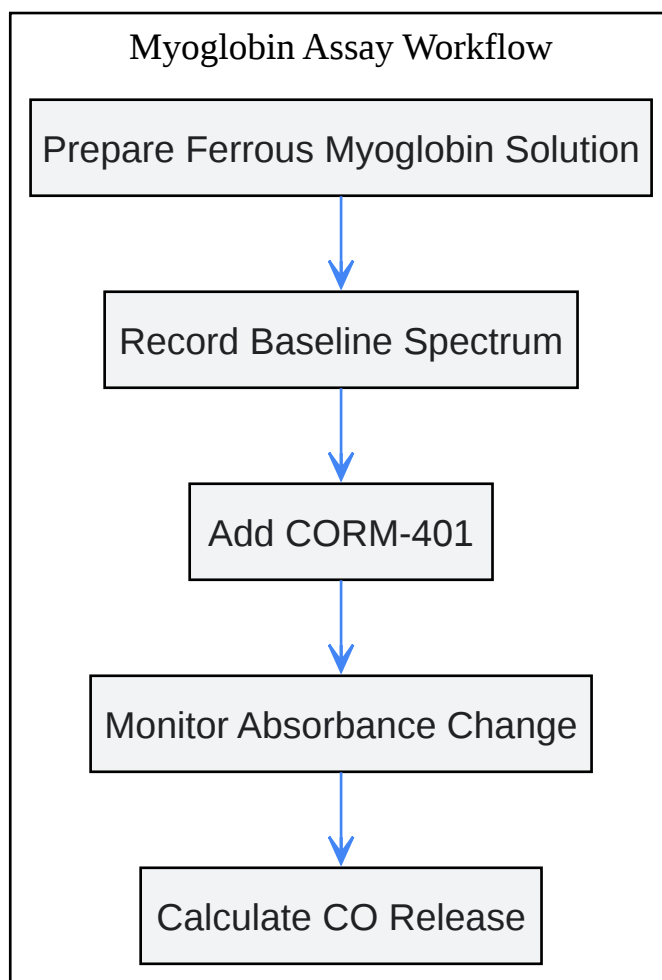 Myoglobin Assay Workflow
Prepare Ferrous Myoglobin Solution
Record Baseline Spectrum
Add CORM-401
Monitor Absorbance Change
Calculate CO Release